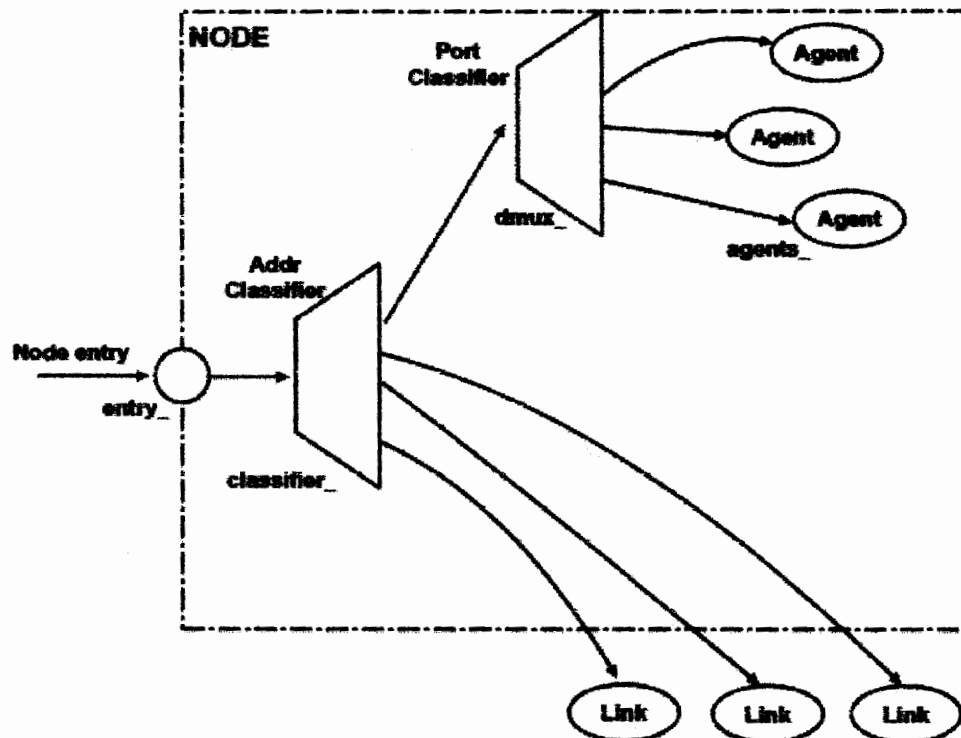 NODE
Port
Classifier
Agent
Agent
dmux_
Agent
agents_
Addr
Classifier
Node entry
entry_
classifier_
Link
Link
Link